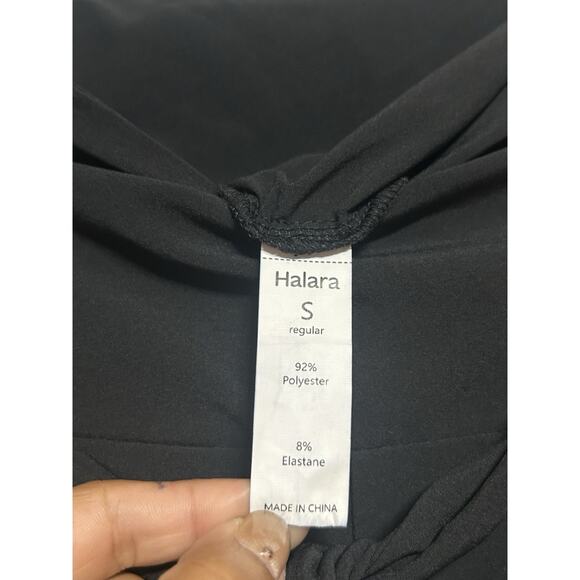 Halara
S
regular
92%
Polyester
8%
Elastane
MADE IN CHINA